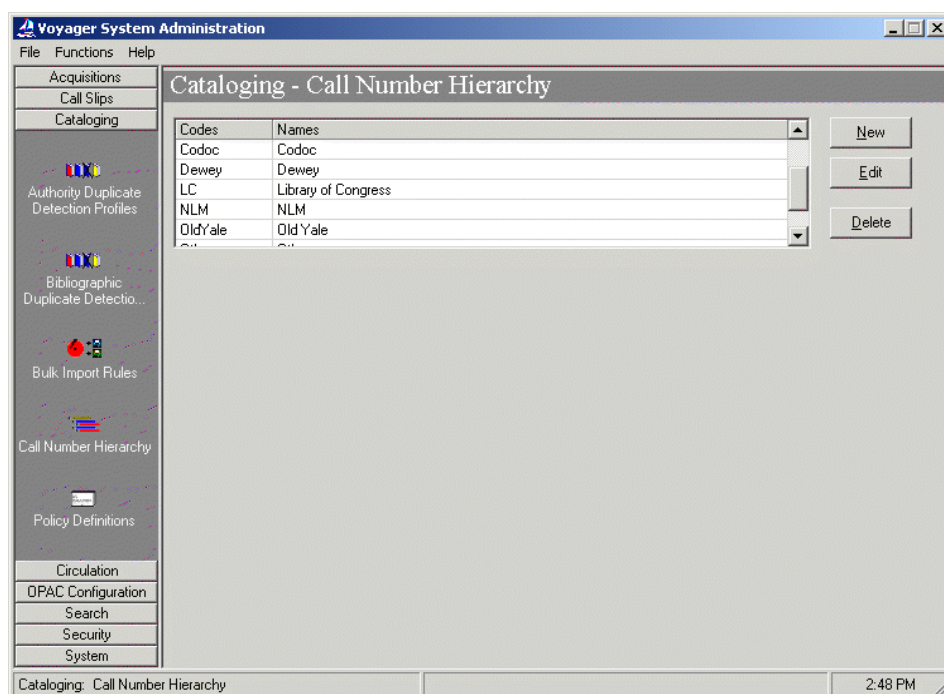 Voyager System Administration
File Functions Help
Acquisitions
Call Slips
Cataloging
Authority Duplicate
Detection Profiles
Bibliographic
Duplicate Detectio...
Bulk Import Rules
Call Number Hierarchy
Policy Definitions
Circulation
OPAC Configuration
Search
Security
System
Cataloging - Call Number Hierarchy
Codes Names
Codoc Codoc
Dewey Dewey
LC Library of Congress
NLM NLM
OldYale Old Yale
New
Edit
Delete
Cataloging: Call Number Hierarchy
2:48 PM